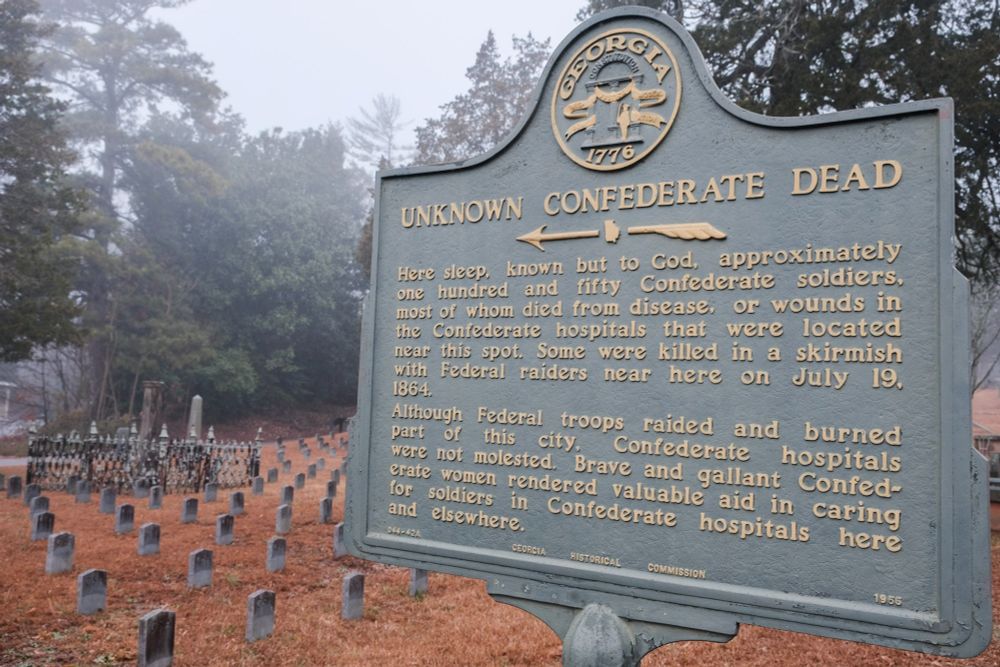 GEORGIA
CONSTITUTION
1776
UNKNOWN CONFEDERATE DEAD
Here sleep, known but to God, approximately
one hundred and fifty Confederate soldiers,
most of whom died from disease, or wounds in
the Confederate hospitals that were located
near this spot. Some were killed in a skirmish
with Federal raiders near here on July 19,
1864.
Although Federal troops raided and burned
part of this city, Confederate hospitals
were not molested. Brave and gallant Confed-
erate women rendered valuable aid in caring
for soldiers in Confederate hospitals here
and elsewhere.
044-42A
GEORGIA HISTORICAL COMMISSION
1956